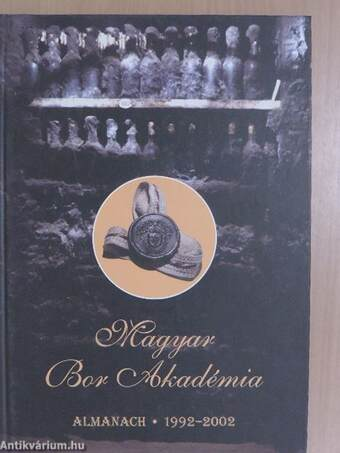 Magyar
Bor Akadémia
ALMANACH • 1992-2002
Antikvárium.hu